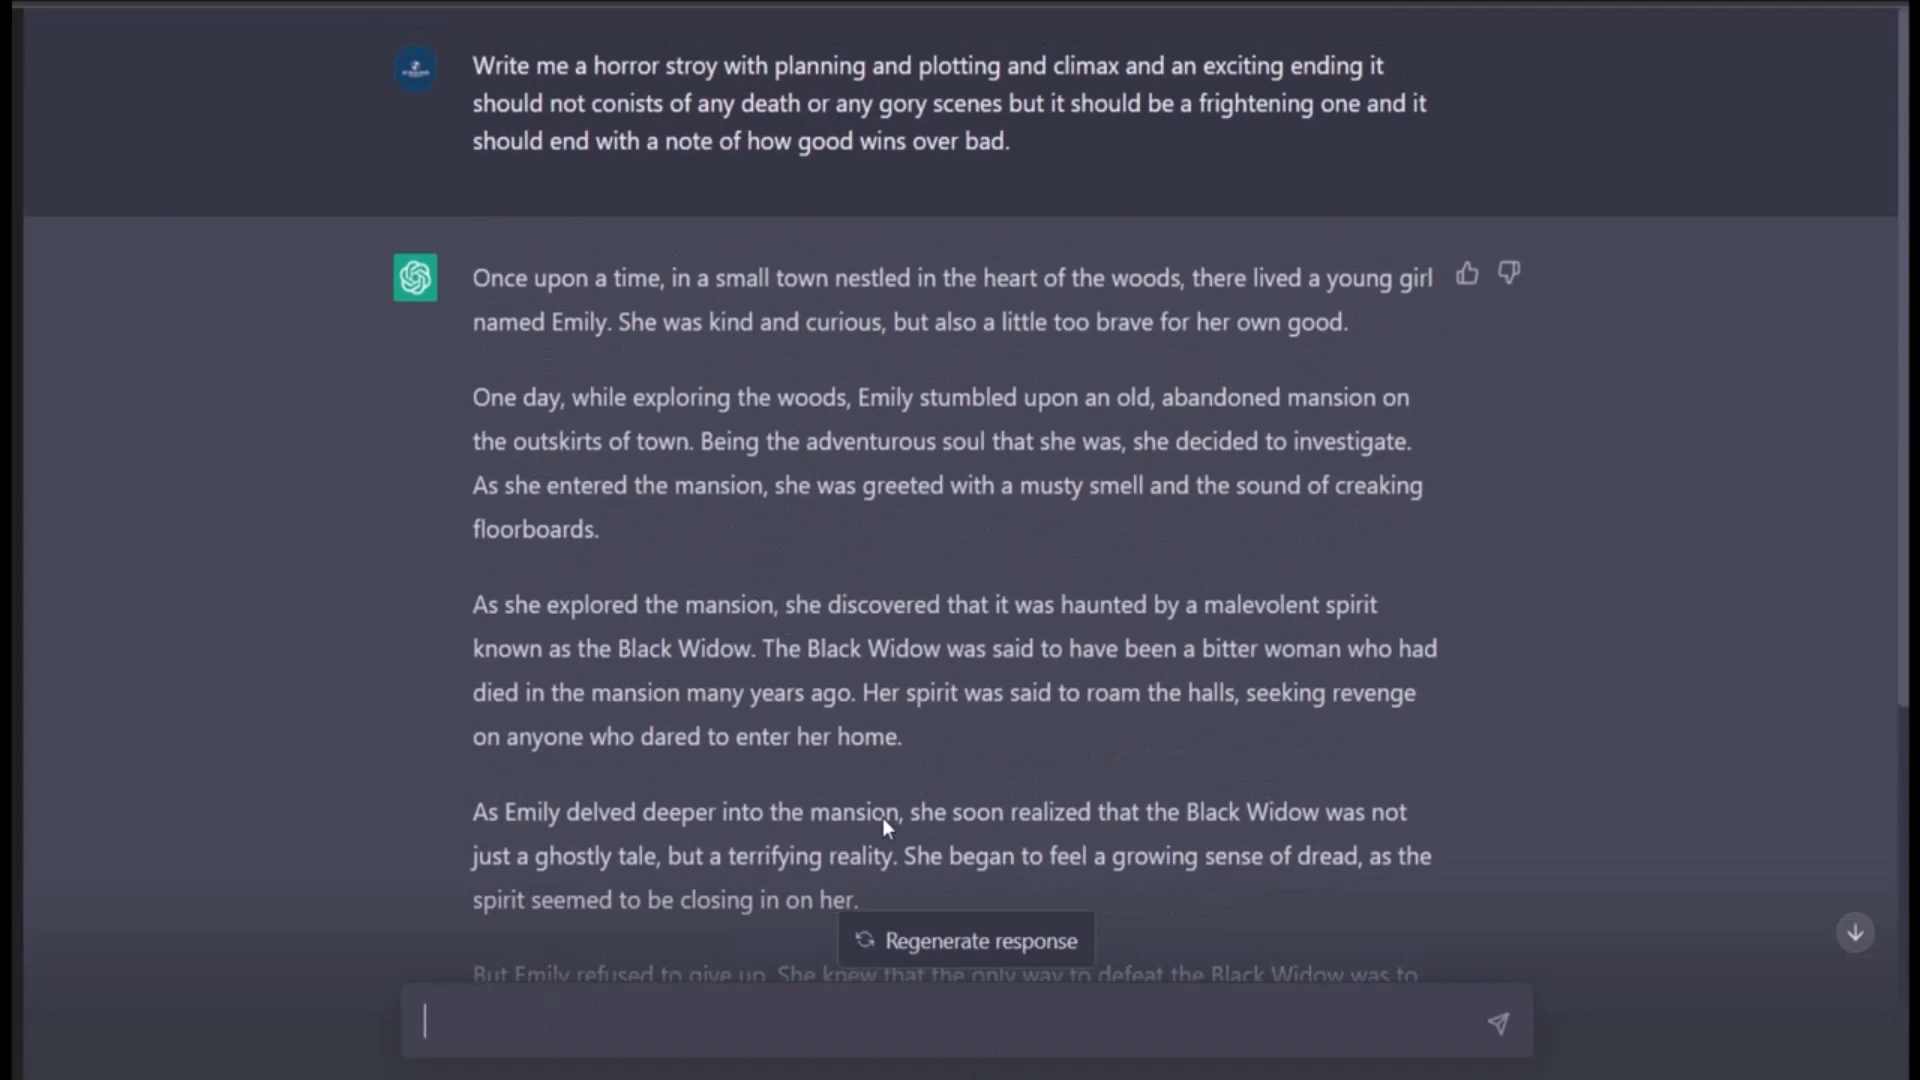 Write me a horror stroy with planning and plotting and climax and an exciting ending it
should not conists of any death or any gory scenes but it should be a frightening one and it
should end with a note of how good wins over bad.
Once upon a time, in a small town nestled in the heart of the woods, there lived a young girl
named Emily. She was kind and curious, but also a little too brave for her own good.
One day, while exploring the woods, Emily stumbled upon an old, abandoned mansion on
the outskirts of town. Being the adventurous soul that she was, she decided to investigate.
As she entered the mansion, she was greeted with a musty smell and the sound of creaking
floorboards.
As she explored the mansion, she discovered that it was haunted by a malevolent spirit
known as the Black Widow. The Black Widow was said to have been a bitter woman who had
died in the mansion many years ago. Her spirit was said to roam the halls, seeking revenge
on anyone who dared to enter her home.
As Emily delved deeper into the mansion, she soon realized that the Black Widow was not
just a ghostly tale, but a terrifying reality. She began to feel a growing sense of dread, as the
spirit seemed to be closing in on her.
Regenerate response
But Emily refused to give up. She knew that the only way to defeat the Black Widow was to